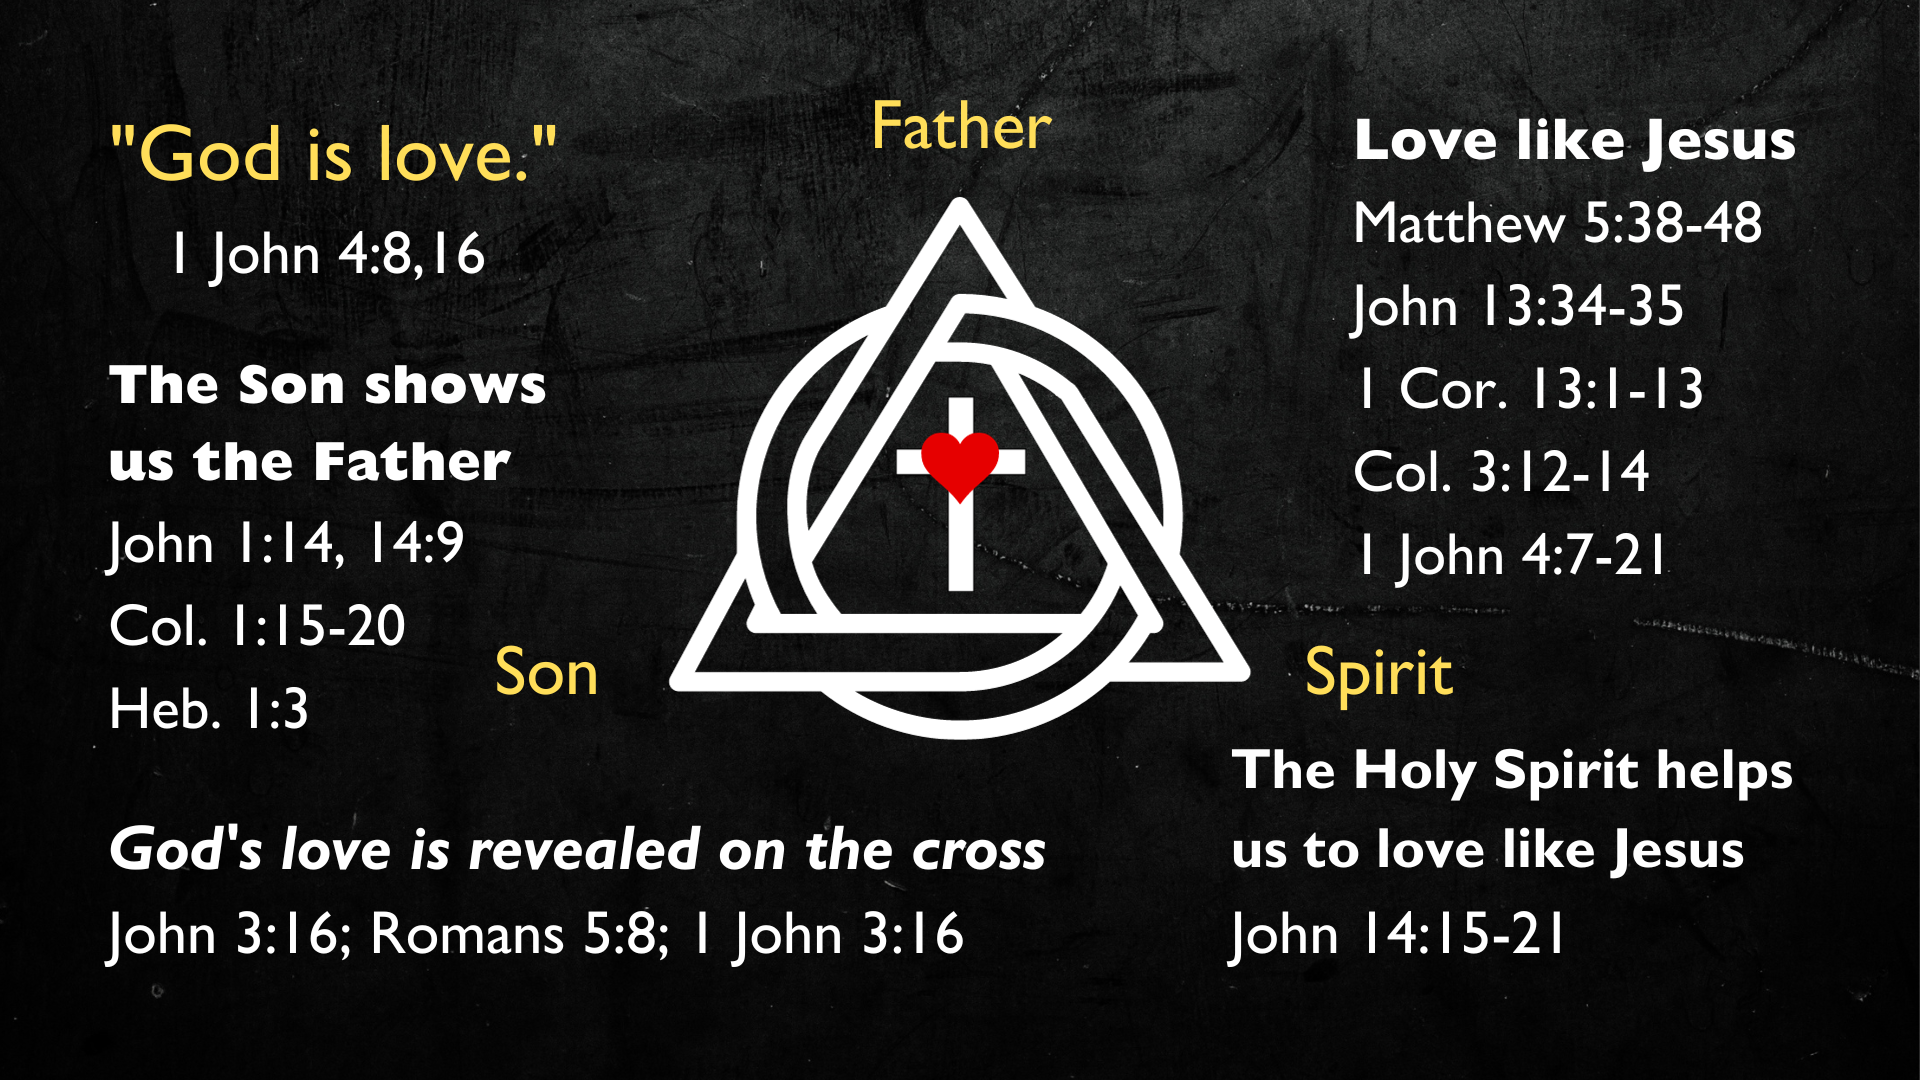 "God is love."
1 John 4:8,16
The Son shows
us the Father
John 1:14, 14:9
Col. 1:15-20
Heb. 1:3
Father
Son
Spirit
Love like Jesus
Matthew 5:38-48
John 13:34-35
1 Cor. 13:1-13
Col. 3:12-14
1 John 4:7-21
God's love is revealed on the cross
John 3:16; Romans 5:8; 1 John 3:16
The Holy Spirit helps
us to love like Jesus
John 14:15-21